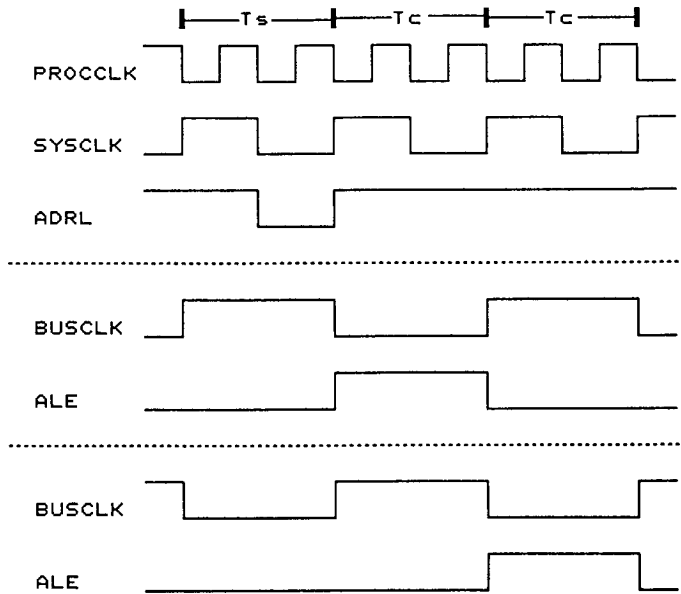 Ts Tc Tc
PROCCLK
SYSCLK
ADRL
BUSCLK
ALE
BUSCLK
ALE